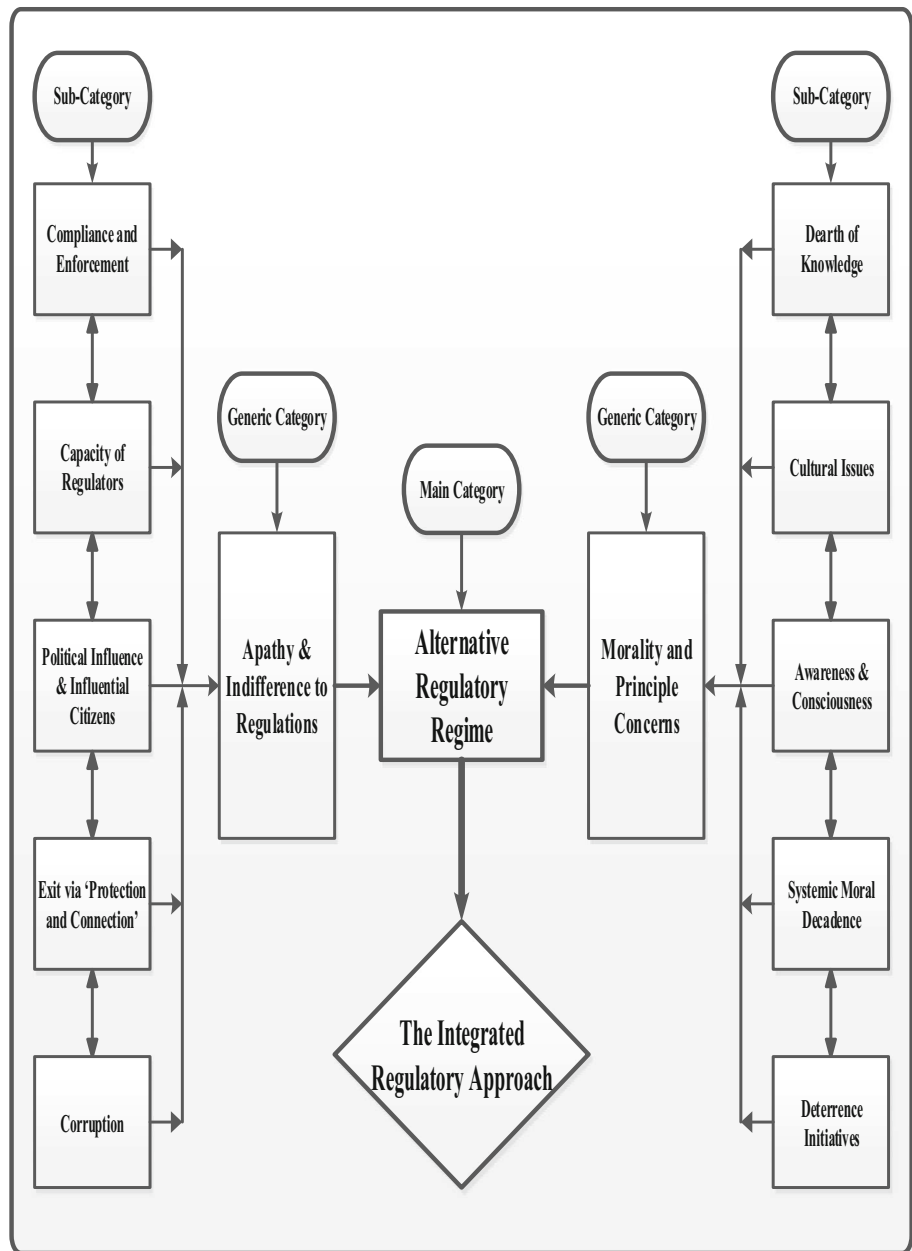 Sub-Category
Compliance and
Enforcement
Capacity of
Regulators
Political Influence
& Influential
Citizens
Exit via ‘Protection
and Connection’
Corruption
Generic Category
Apathy &
Indifference to
Regulations
Main Category
Alternative
Regulatory
Regime
The Integrated
Regulatory Approach
Generic Category
Morality and
Principle
Concerns
Sub-Category
Dearth of
Knowledge
Cultural Issues
Awareness &
Consciousness
Systemic Moral
Decadence
Deterrence
Initiatives